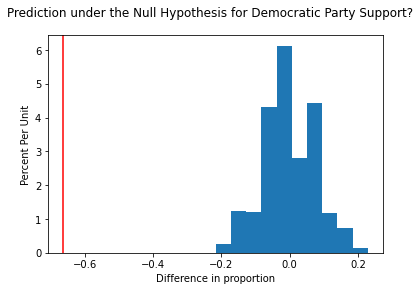 Prediction under the Null Hypothesis for Democratic Party Support?
Percent Per Unit
6
5
4
3
2
1
0
−0.6 −0.4 −0.2 0.0 0.2
Difference in proportion